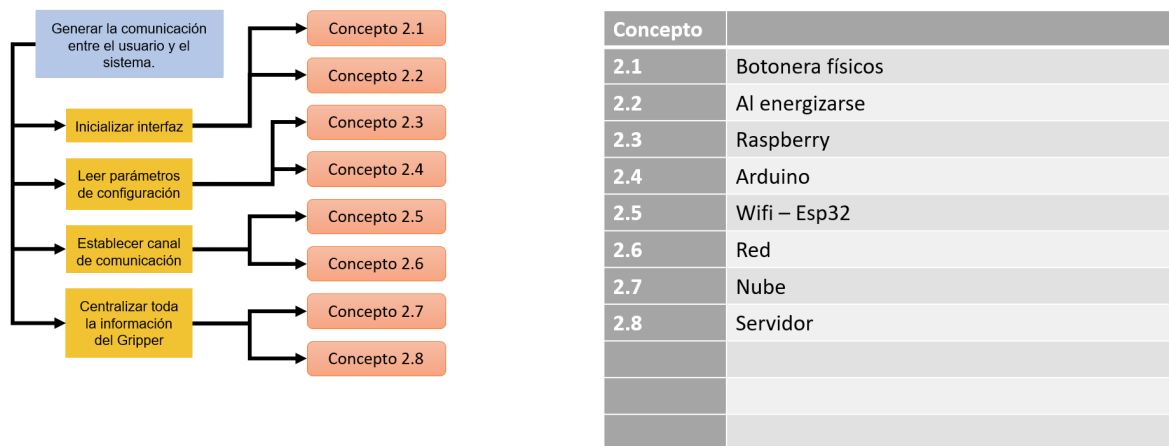 Generar la comunicación
entre el usuario y el
sistema.
Inicializar interfaz
Leer parámetros
de configuración
Establecer canal
de comunicación
Centralizar toda
la información
del Gripper
Concepto 2.1
Concepto 2.2
Concepto 2.3
Concepto 2.4
Concepto 2.5
Concepto 2.6
Concepto 2.7
Concepto 2.8
Concepto
2.1 Botonera físicos
2.2 Al energizarse
2.3 Raspberry
2.4 Arduino
2.5 Wifi – Esp32
2.6 Red
2.7 Nube
2.8 Servidor